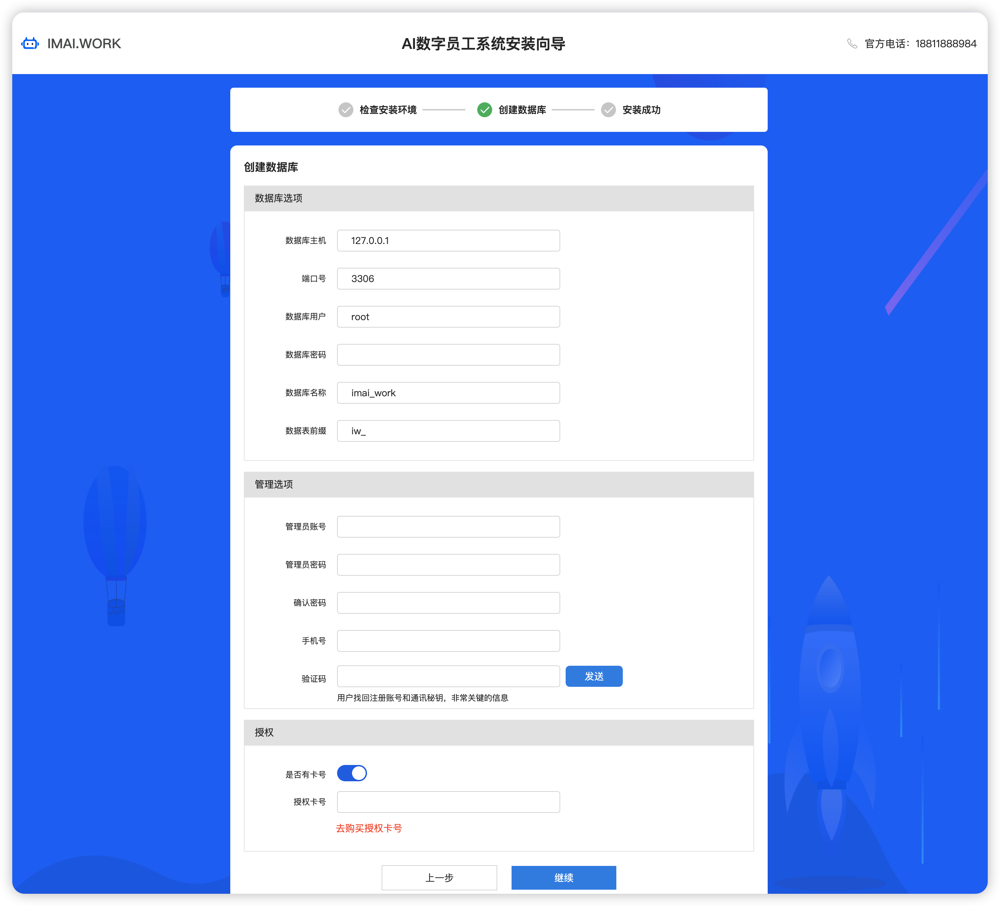 IMAI.WORK
AI数字员工系统安装向导
官方电话：18811888984
检查安装环境
创建数据库
安装成功
创建数据库
数据库选项
数据库主机 127.0.0.1
端口号 3306
数据库用户 root
数据库密码
数据库名称 imai_work
数据表前缀 iw_
管理选项
管理员账号
管理员密码
确认密码
手机号
验证码 发送
用户找回注册账号和通讯秘钥，非常关键的信息
授权
是否有卡号
授权卡号
去购买授权卡号
上一步 继续